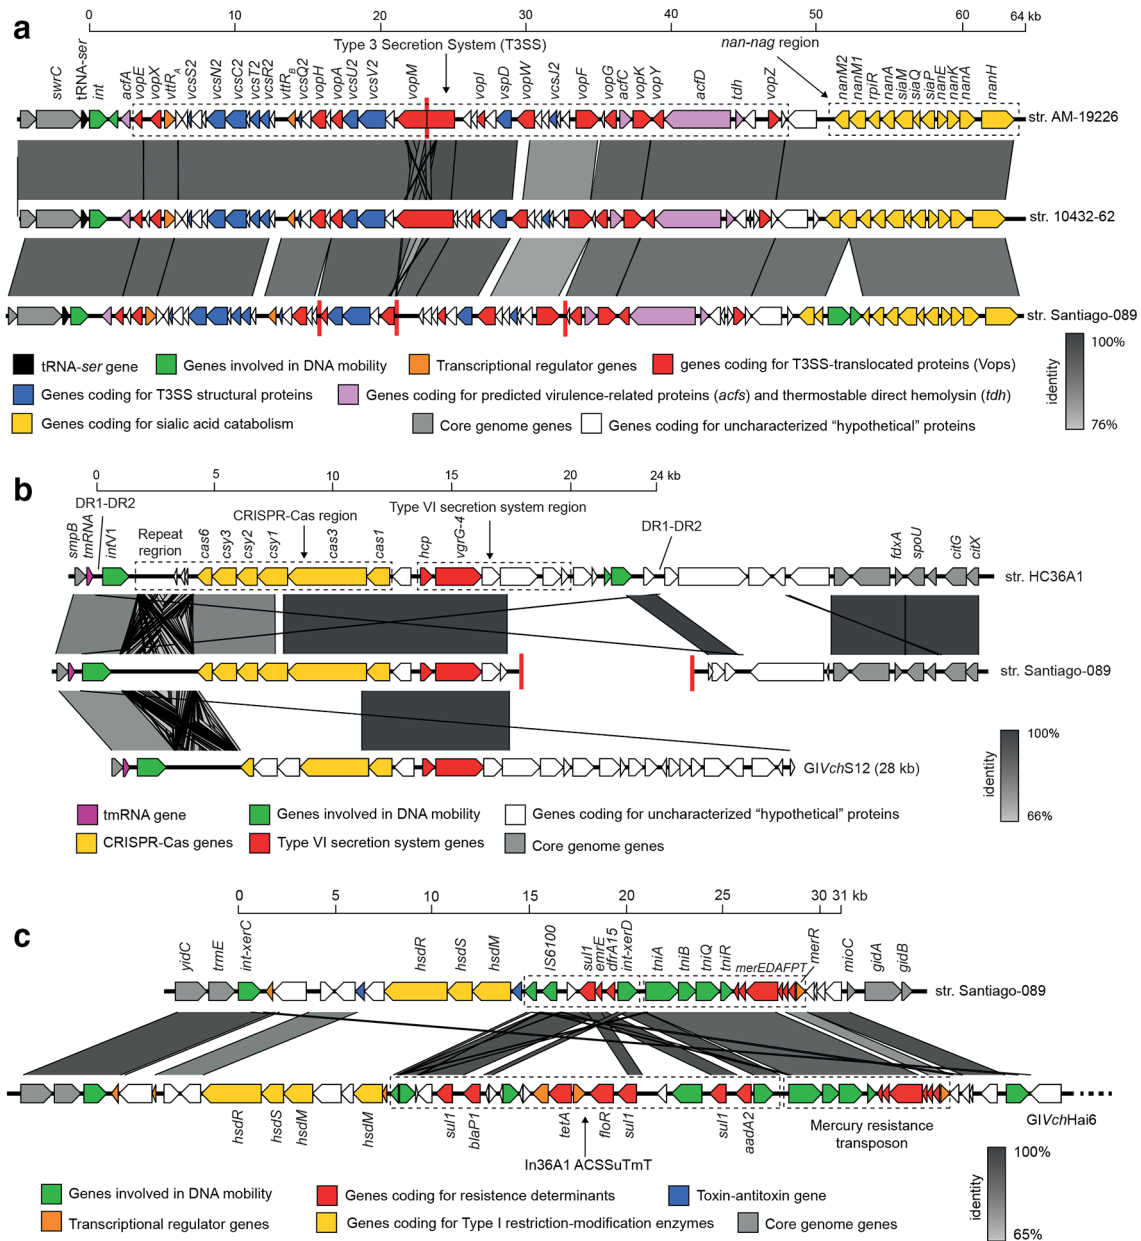 a
0 10 20 30 40 50 60 64 kb
Type 3 Secretion System (T3SS)
nan-nag region
swrC tRNA-ser int acfA vopE vopX vttRA vcsS2 vcsN2 vcsC2 vcsT2 vcsR2 vttRB vcsQ2 vopH vopA vcsU2 vcsV2 vopM vopI vspD vopW vcsJ2 vopF vopG acfC vopK vopY acfD tdh vopZ nanM2 nanM1 rpiR nanA siaM siaQ siaP nanE nanK nanA nanH
str. AM-19226
str. 10432-62
str. Santiago-089
tRNA-ser gene
Genes involved in DNA mobility
Transcriptional regulator genes
genes coding for T3SS-translocated proteins (Vops)
Genes coding for T3SS structural proteins
Genes coding for predicted virulence-related proteins (acfs) and thermostable direct hemolysin (tdh)
Genes coding for sialic acid catabolism
Core genome genes
Genes coding for uncharacterized “hypothetical” proteins
100%
identity
76%
b
0 5 10 15 20 24 kb
DR1-DR2
Type VI secretion system region
CRISPR-Cas region
DR1-DR2
Repeat
region
smpB tmRNA intV1 cas6 csy3 csy2 csy1 cas3 cas1 hcp vgrG-4 fdxA spoU citG citX
str. HC36A1
str. Santiago-089
GIVchS12 (28 kb)
100%
identity
66%
tmRNA gene
Genes involved in DNA mobility
Genes coding for uncharacterized “hypothetical” proteins
CRISPR-Cas genes
Type VI secretion system genes
Core genome genes
c
0 5 10 15 20 25 30 31 kb
yidC trmE int-xerC hsdR hsdS hsdM IS6100 sul1 emrE dfrA15 int-xerD tniA tniB tniQ tniR merEDAFPT merR mioC gidA gidB
str. Santiago-089
hsdR hsdS hsdM hsdM sul1 blaP1 tetA floR sul1 sul1 aadA2
GIVchHai6
Mercury resistance
transposon
In36A1 ACSSuTmT
100%
identity
65%
Genes involved in DNA mobility
Genes coding for resistence determinants
Toxin-antitoxin gene
Transcriptional regulator genes
Genes coding for Type I restriction-modification enzymes
Core genome genes